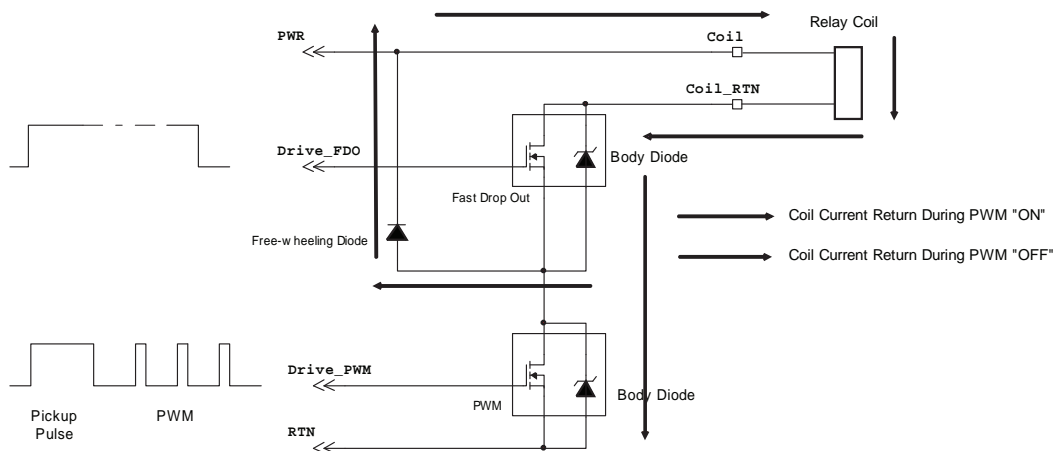 Relay Coil
PWR
Coil
Coil_RTN
Drive_FDO
Body Diode
Fast Drop Out
Coil Current Return During PWM "ON"
Free-w heeling Diode
Coil Current Return During PWM "OFF"
Drive_PWM
Body Diode
PWM
Pickup
Pulse
PWM
RTN